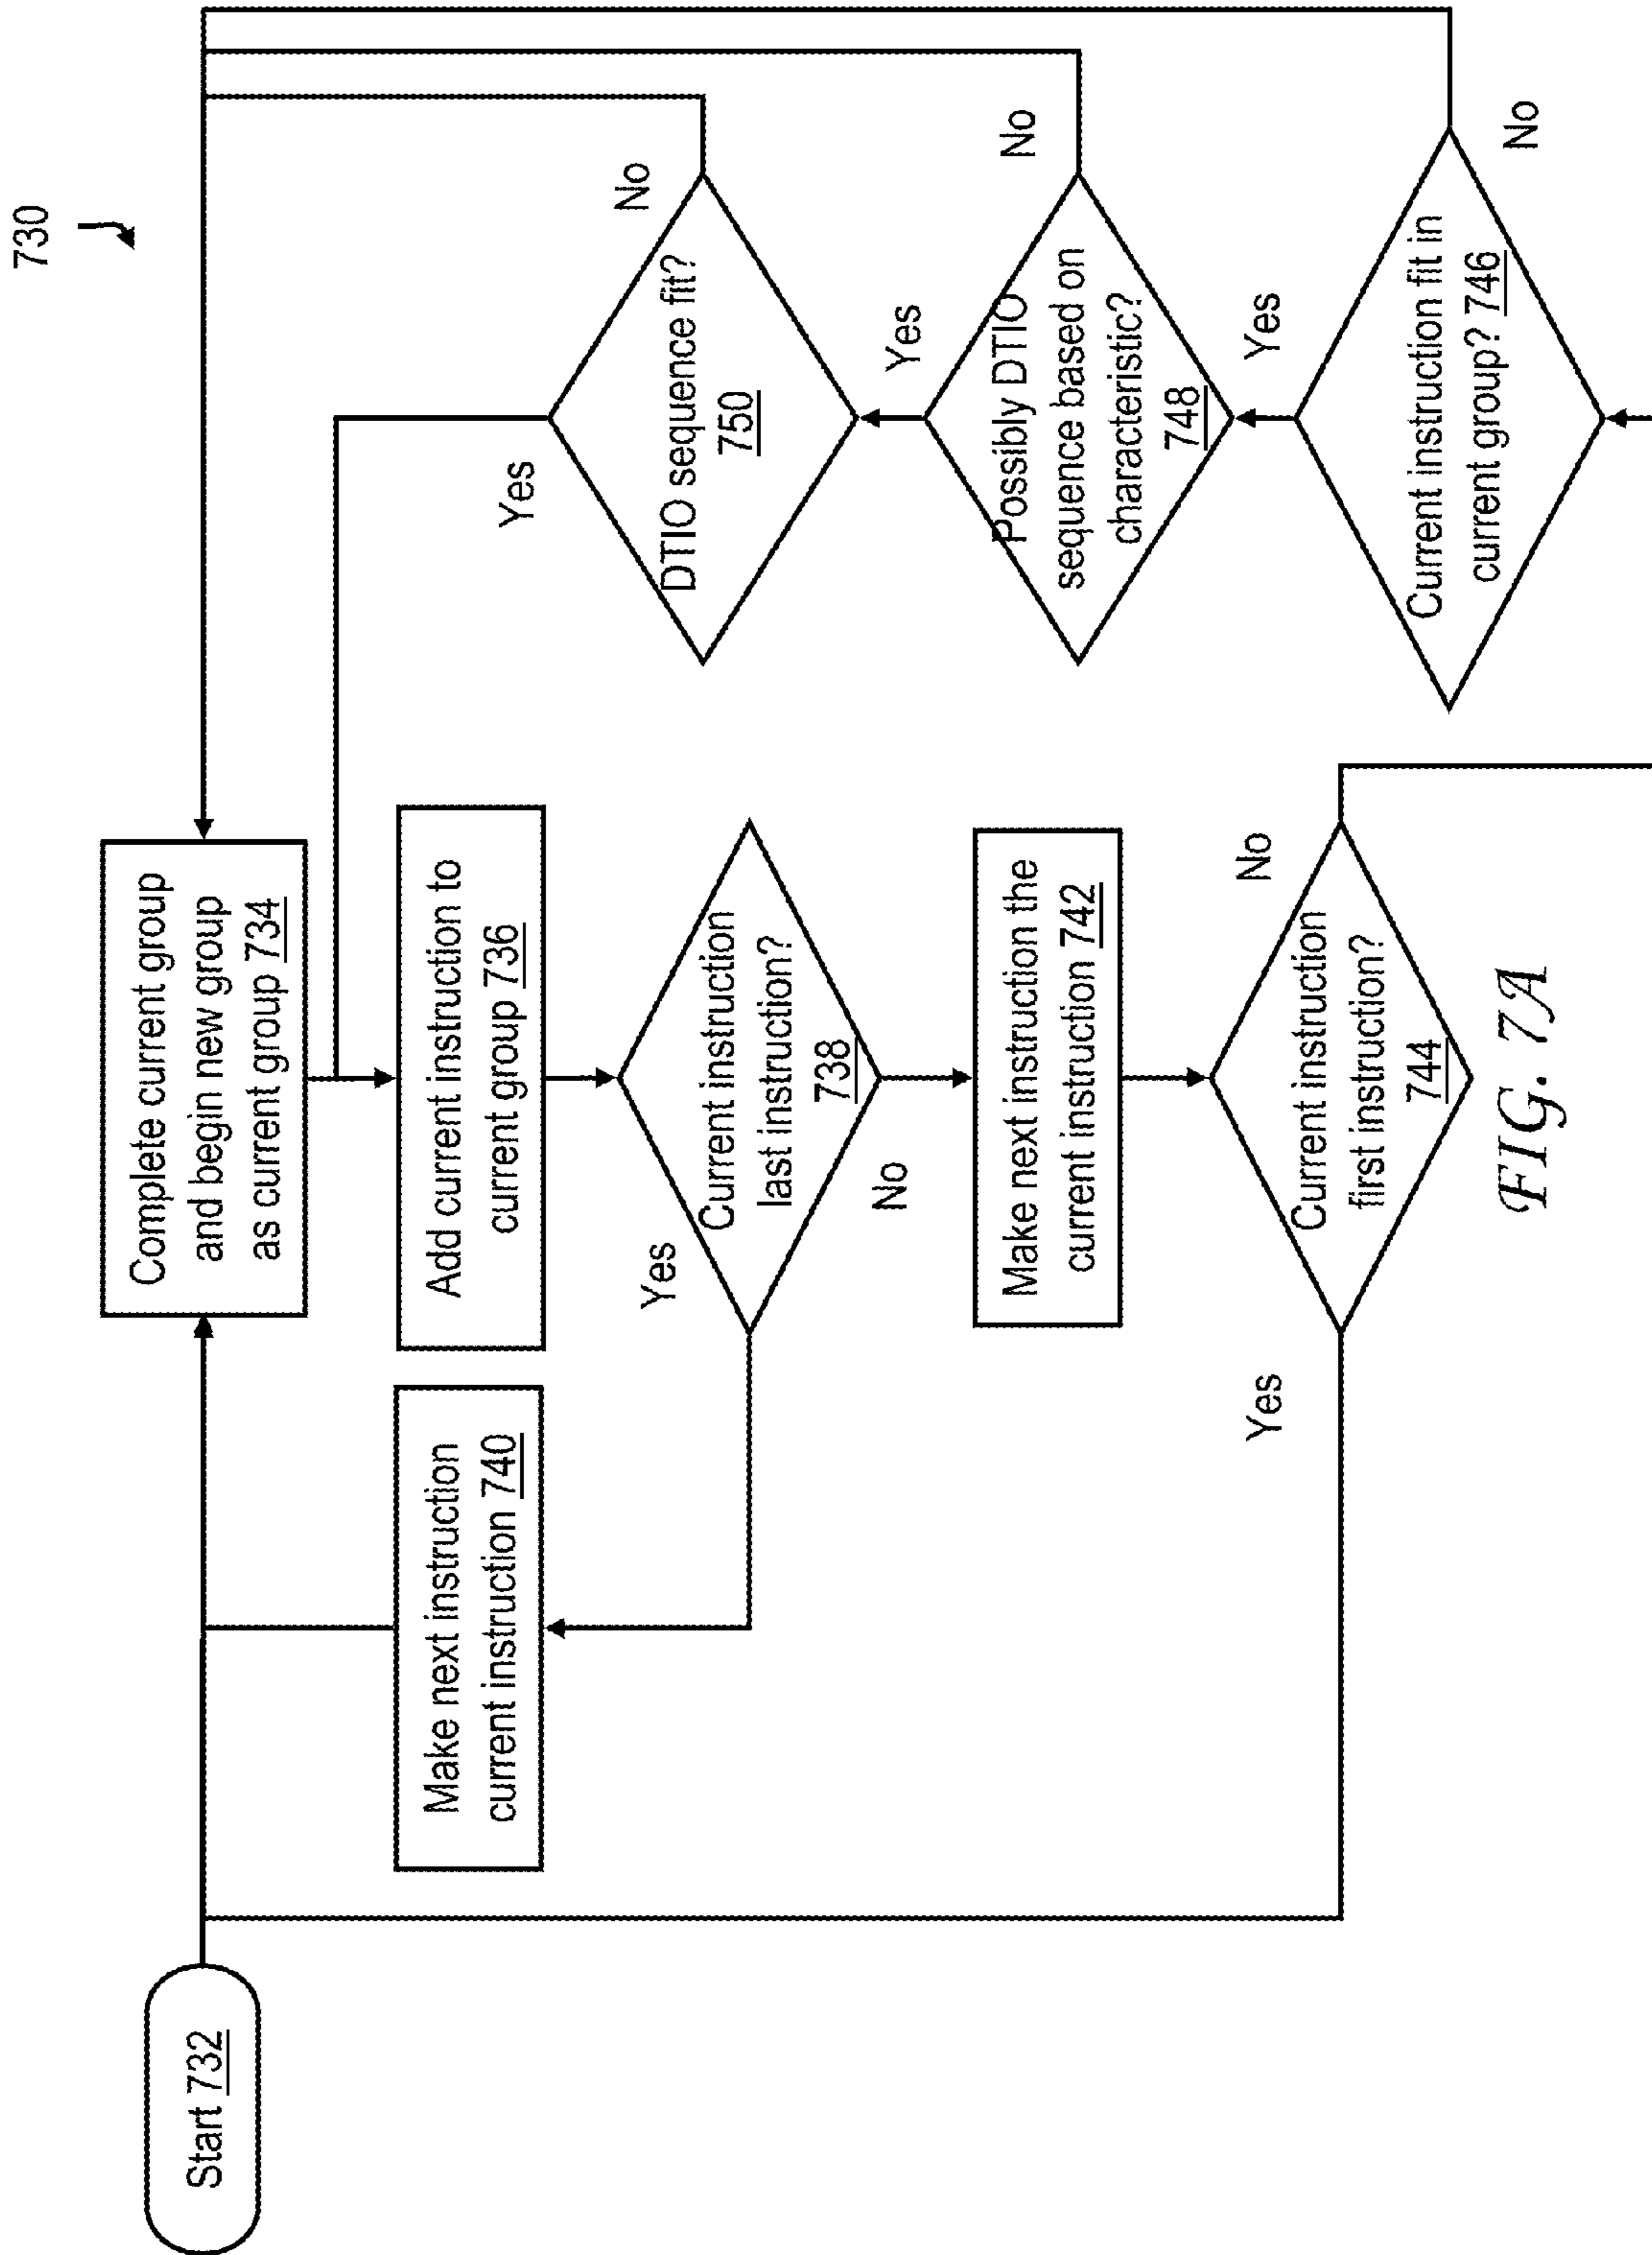 730
Start 732
Complete current group
and begin new group
as current group 734
Make next instruction
current instruction 740
Add current instruction to
current group 736
Yes
Current instruction
last instruction?
738
No
Make next instruction the
current instruction 742
Yes
Current instruction
first instruction?
744
No
Yes
DTIO sequence fit?
750
No
Yes
Possibly DTIO
sequence based on
characteristic?
748
No
Yes
Current instruction fit in
current group? 746
No
FIG. 7A